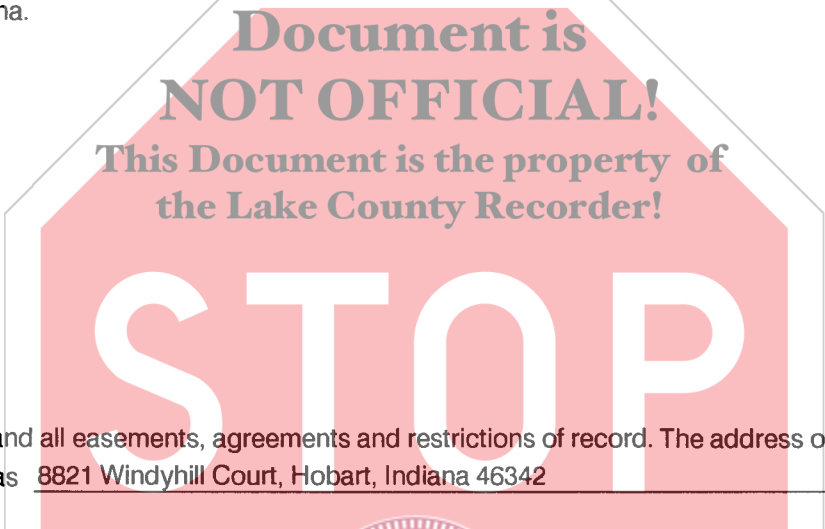 na.
Document is
NOT OFFICIAL!
This Document is the property of
the Lake County Recorder!
STOP
and all easements, agreements and restrictions of record. The address o
as 8821 Windyhill Court, Hobart, Indiana 46342